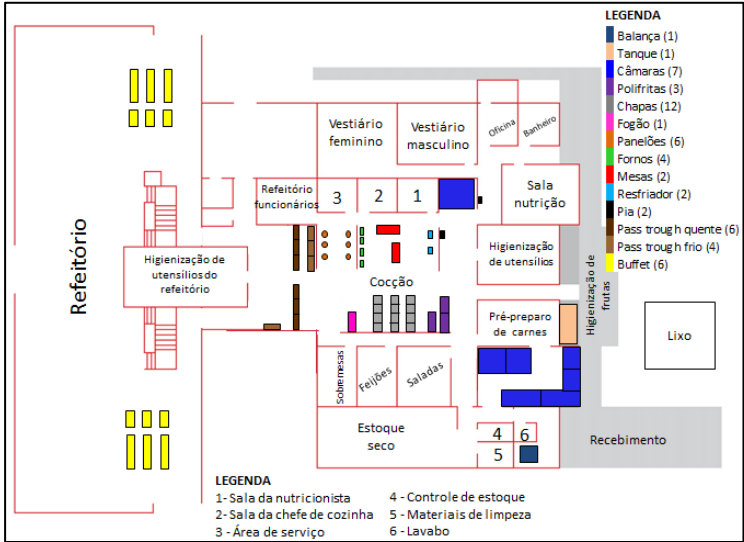 LEGENDA
Balança (1)
Tanque (1)
Câmaras (7)
Polifritas (3)
Chapas (12)
Fogão (1)
Panelões (6)
Fornos (4)
Mesas (2)
Resfriador (2)
Pia (2)
Pass trough quente (6)
Pass trough frio (4)
Buffet (6)
Vestiário
feminino
Vestiário
masculino
Oficina
Banheiro
Refeitório
funcionários
3
2
1
Sala
nutrição
Refeitório
Higienização de
utensílios do
refeitório
Cocção
Higienização
de utensílios
Higienização de
frutas
Pré-preparo
de carnes
Lixo
Sobremesas
Feijões
Saladas
Estoque
seco
4
6
5
Recebimento
LEGENDA
1- Sala da nutricionista
2- Sala da chefe de cozinha
3 - Área de serviço
4 - Controle de estoque
5 - Materiais de limpeza
6 - Lavabo